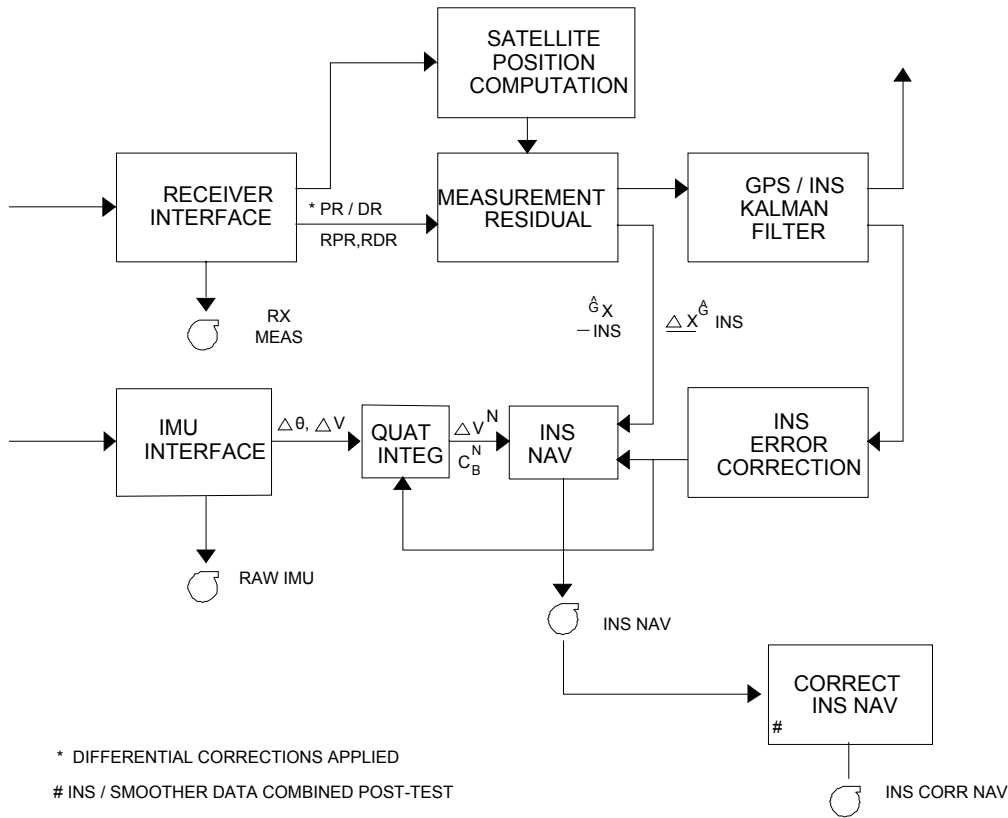 SATELLITE
POSITION
COMPUTATION
RECEIVER
INTERFACE
* PR / DR
RPR,RDR
MEASUREMENT
RESIDUAL
GPS / INS
KALMAN
FILTER
RX
MEAS
^G X
— INS
△ X ^G INS
IMU
INTERFACE
△θ, △V
QUAT
INTEG
△V^N
C_B^N
INS
NAV
INS
ERROR
CORRECTION
RAW IMU
INS NAV
CORRECT
INS NAV
#
* DIFFERENTIAL CORRECTIONS APPLIED
# INS / SMOOTHER DATA COMBINED POST-TEST
INS CORR NAV